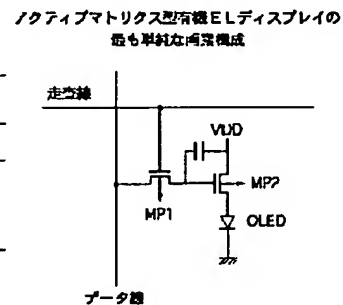 アクティブマトリクス型有機ELディスプレイの
最も単純な画素構成
走査線
VDD
MP2
MP1
OLED
データ線